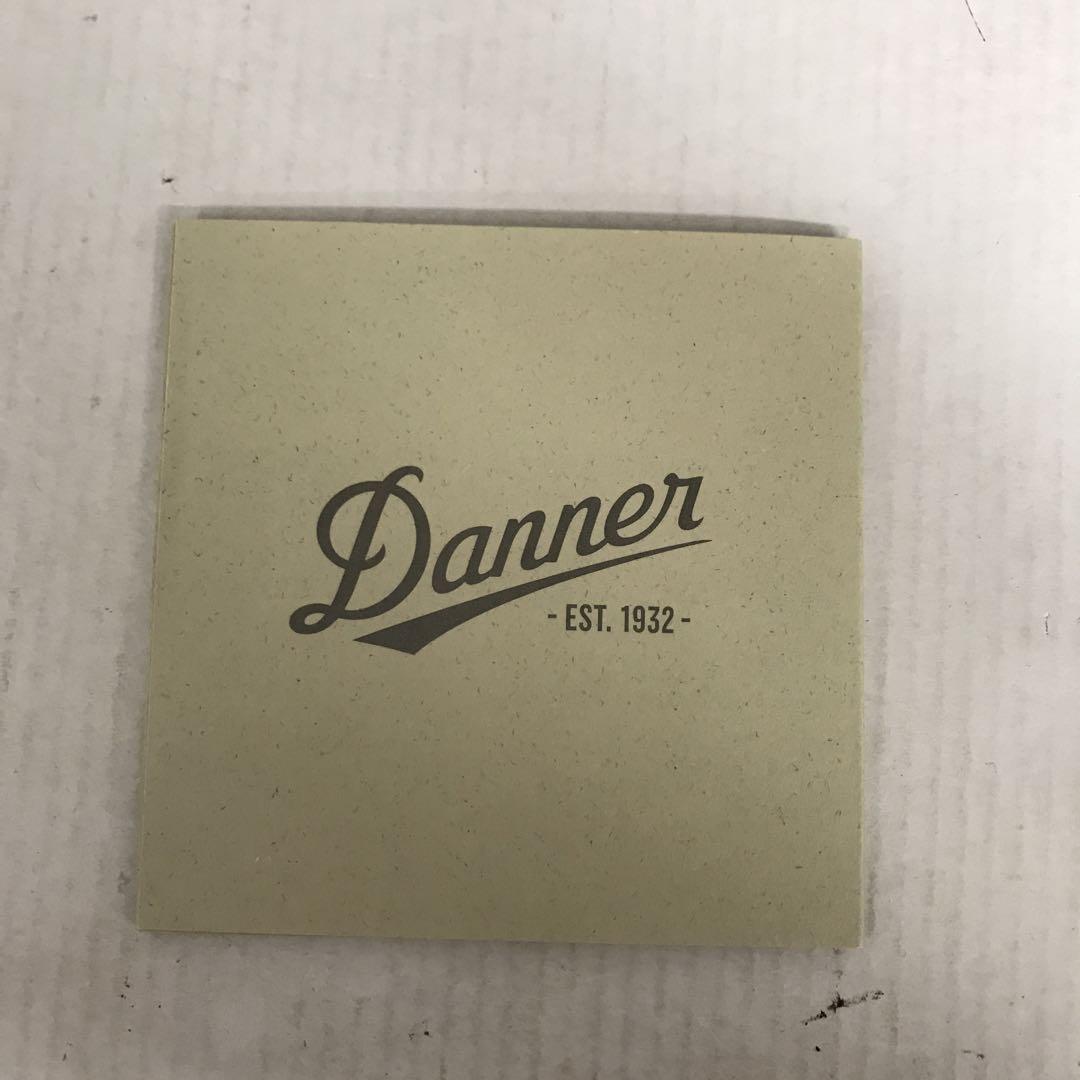 Danner
- EST. 1932 -